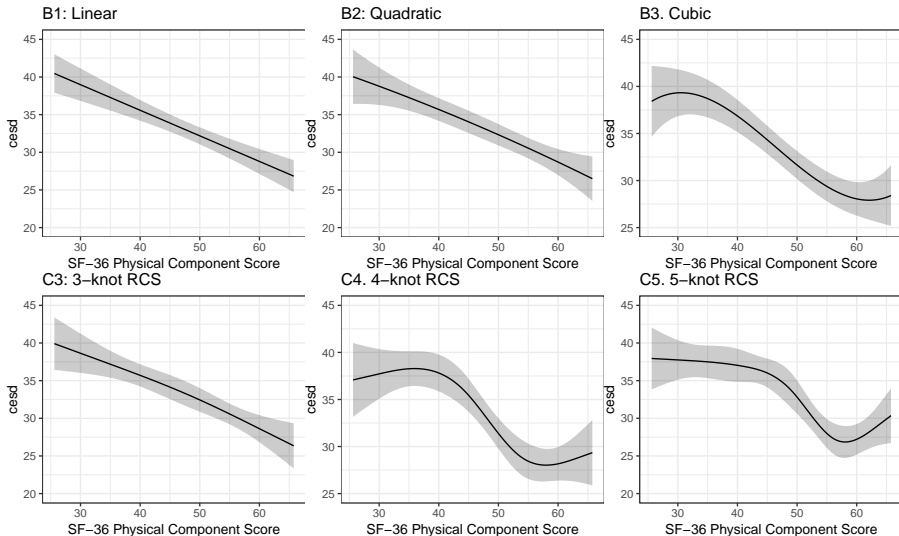 B1: Linear
B2: Quadratic
B3. Cubic
45
40
35
30
25
20
cesd
30 40 50 60
SF−36 Physical Component Score
45
40
35
30
25
20
cesd
30 40 50 60
SF−36 Physical Component Score
45
40
35
30
25
cesd
30 40 50 60
SF−36 Physical Component Score
C3: 3−knot RCS
C4. 4−knot RCS
C5. 5−knot RCS
45
40
35
30
25
20
cesd
30 40 50 60
SF−36 Physical Component Score
45
40
35
30
25
cesd
30 40 50 60
SF−36 Physical Component Score
45
40
35
30
25
20
cesd
30 40 50 60
SF−36 Physical Component Score